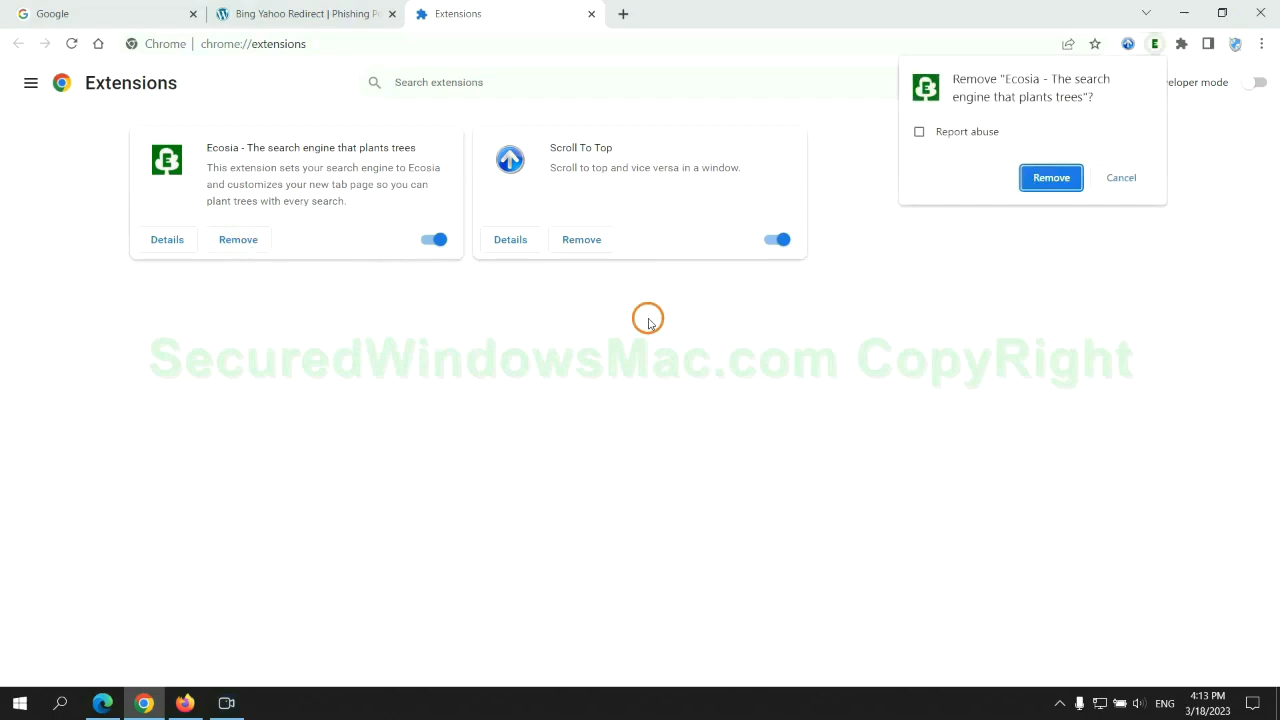 Google
Bing Yahoo Redirect | Phishing Pe
Extensions
Chrome | chrome://extensions
Extensions
Search extensions
veloper mode
Remove "Ecosia - The search
engine that plants trees"?
Report abuse
Remove
Cancel
Ecosia - The search engine that plants trees
This extension sets your search engine to Ecosia
and customizes your new tab page so you can
plant trees with every search.
Details
Remove
Scroll To Top
Scroll to top and vice versa in a window.
Details
Remove
SecuredWindowsMac.com CopyRight
ENG
4:13 PM
3/18/2023